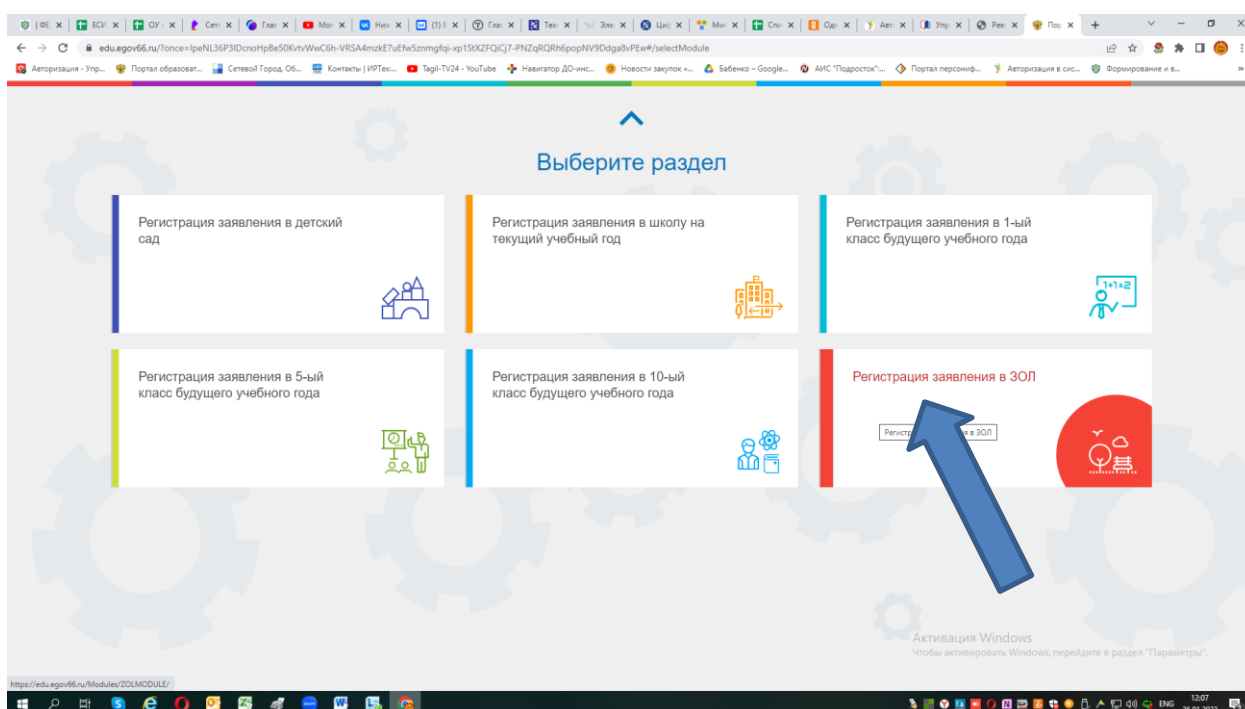 edu.egov66.ru/?once=IpeNL36P3IDcnoHpBe50KvtvWwC6h-VRSA4mzkE7uEfw5znmgfqi-xp1StXZFQiCj7-PNZqRQRh6popNV9Ddga8vPEw#/selectModule
Авторизация - Упр... Портал образоват... Сетевой Город. Об... Контакты | ИРТех:... Tagil-TV24 - YouTube Навигатор ДО-инс... Новости закупок «... Бабенко – Google... АИС "Подросток":... Портал персониф... Авторизация в сис... Формирование и в...
Выберите раздел
Регистрация заявления в детский
сад
Регистрация заявления в школу на
текущий учебный год
Регистрация заявления в 1-ый
класс будущего учебного года
1+1=2
Регистрация заявления в 5-ый
класс будущего учебного года
Регистрация заявления в 10-ый
класс будущего учебного года
Регистрация заявления в ЗОЛ
в ЗОЛ
Активация Windows
Чтобы активировать Windows, перейдите в раздел "Параметры".
https://edu.egov66.ru/Modules/ZOLMODULE/
ENG
12:07